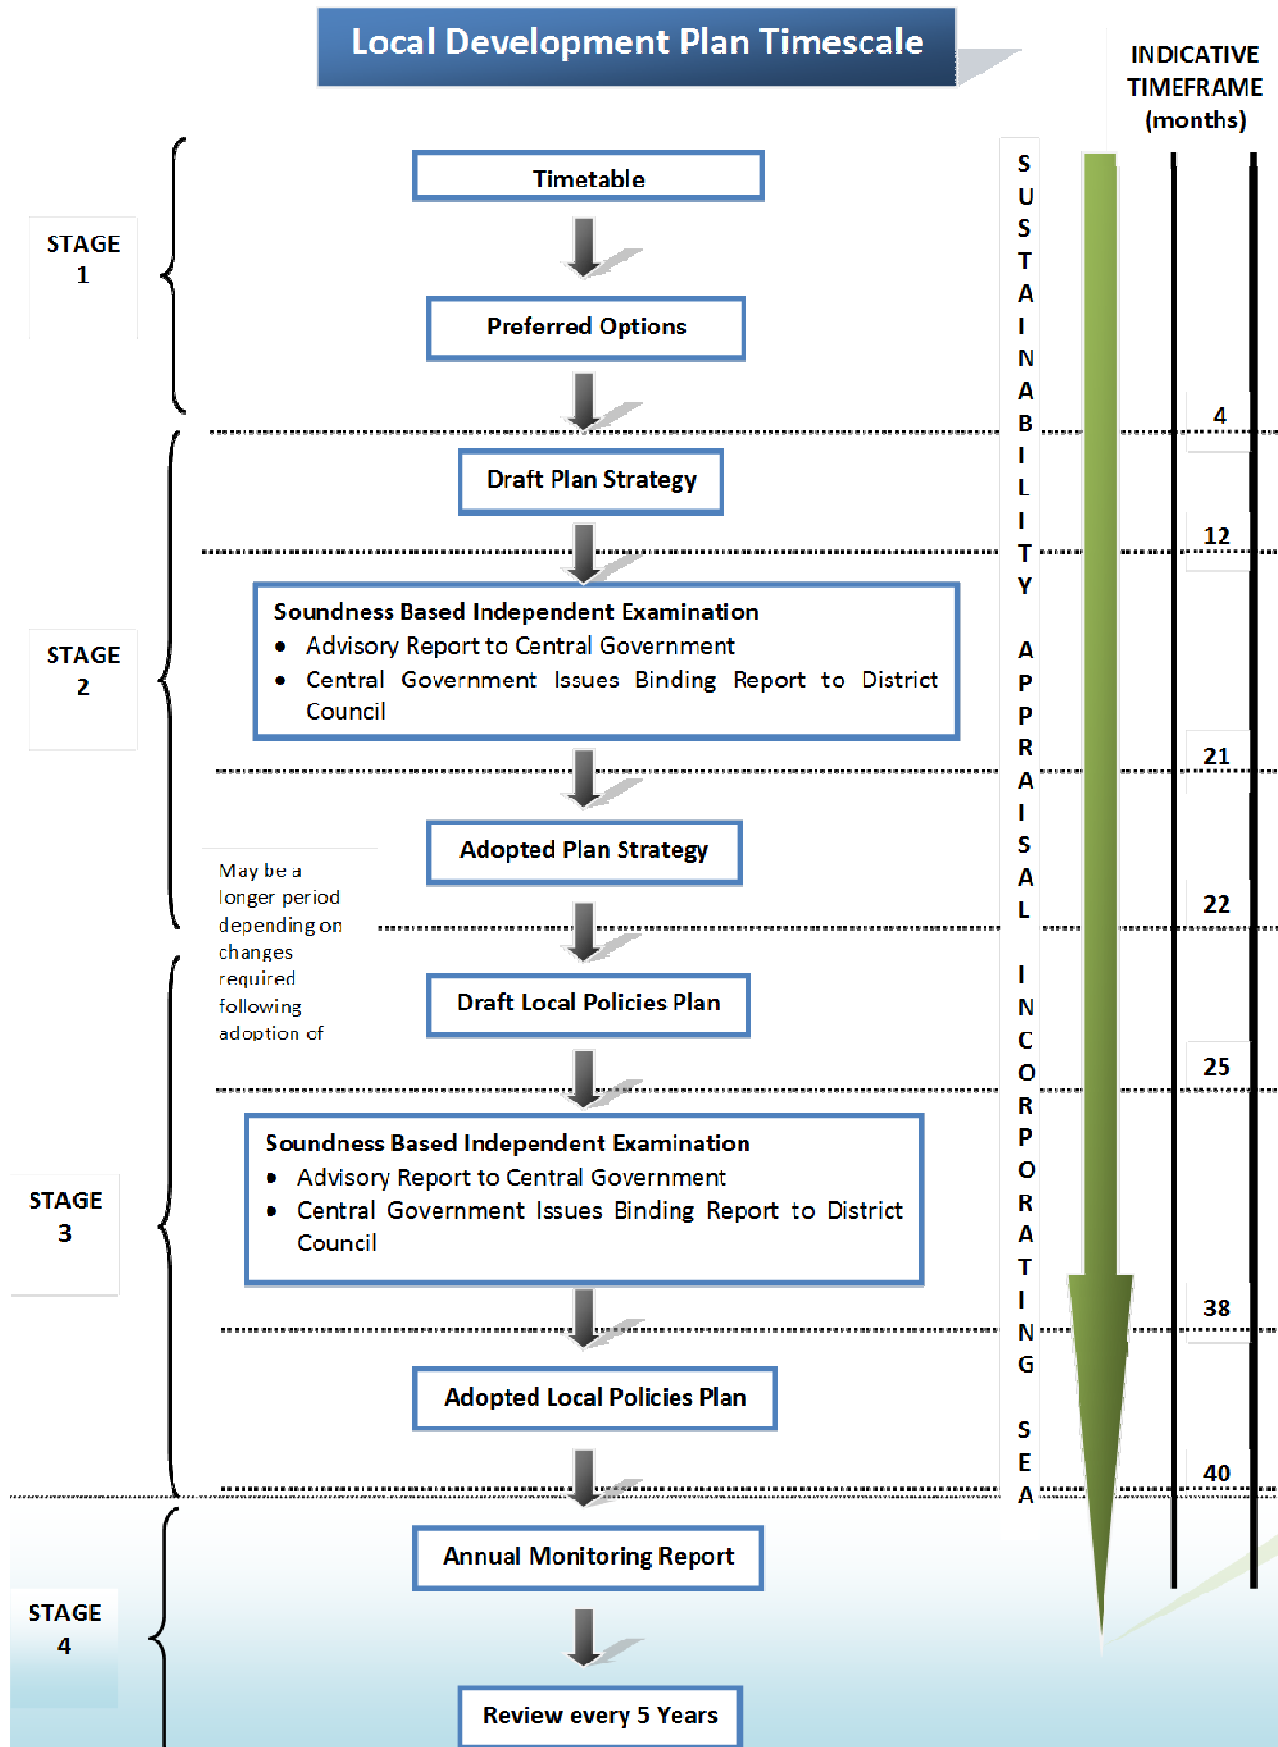 Local Development Plan Timescale
INDICATIVE
TIMEFRAME
(months)
STAGE
1
Timetable
Preferred Options
4
STAGE
2
Draft Plan Strategy
12
Soundness Based Independent Examination
• Advisory Report to Central Government
• Central Government Issues Binding Report to District
Council
21
Adopted Plan Strategy
22
May be a
longer period
depending on
changes
required
following
adoption of
STAGE
3
Draft Local Policies Plan
25
Soundness Based Independent Examination
• Advisory Report to Central Government
• Central Government Issues Binding Report to District
Council
38
Adopted Local Policies Plan
40
STAGE
4
Annual Monitoring Report
Review every 5 Years
SUSTAINABILITY APPRAISAL INCORPORATING SEA